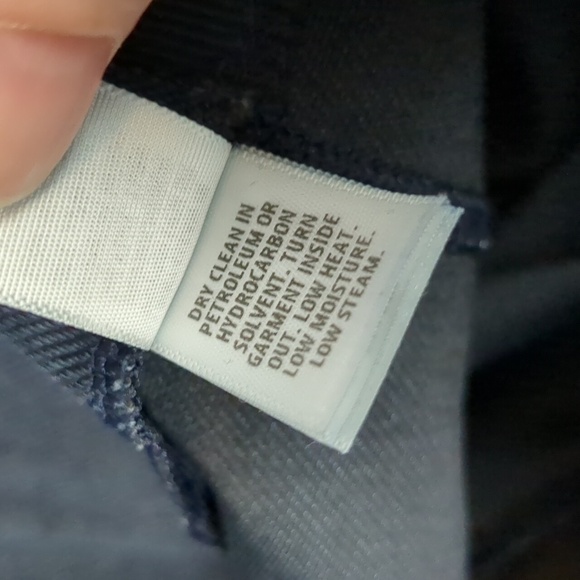 DRY CLEAN IN
PETROLEUM OR
HYDROCARBON
SOLVENT. TURN
GARMENT INSIDE
OUT. LOW HEAT.
LOW MOISTURE.
LOW STEAM.